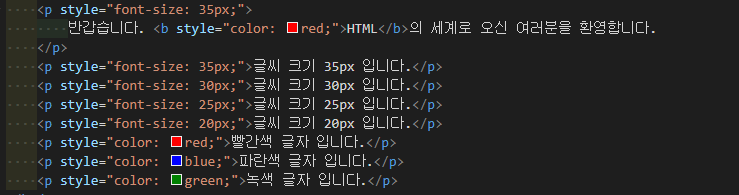 <p style="font-size: 35px;">
반갑습니다. <b style="color: red;">HTML</b>의 세계로 오신 여러분을 환영합니다.
</p>
<p style="font-size: 35px;">글씨 크기 35px 입니다.</p>
<p style="font-size: 30px;">글씨 크기 30px 입니다.</p>
<p style="font-size: 25px;">글씨 크기 25px 입니다.</p>
<p style="font-size: 20px;">글씨 크기 20px 입니다.</p>
<p style="color: red;">빨간색 글자 입니다.</p>
<p style="color: blue;">파란색 글자 입니다.</p>
<p style="color: green;">녹색 글자 입니다.</p>